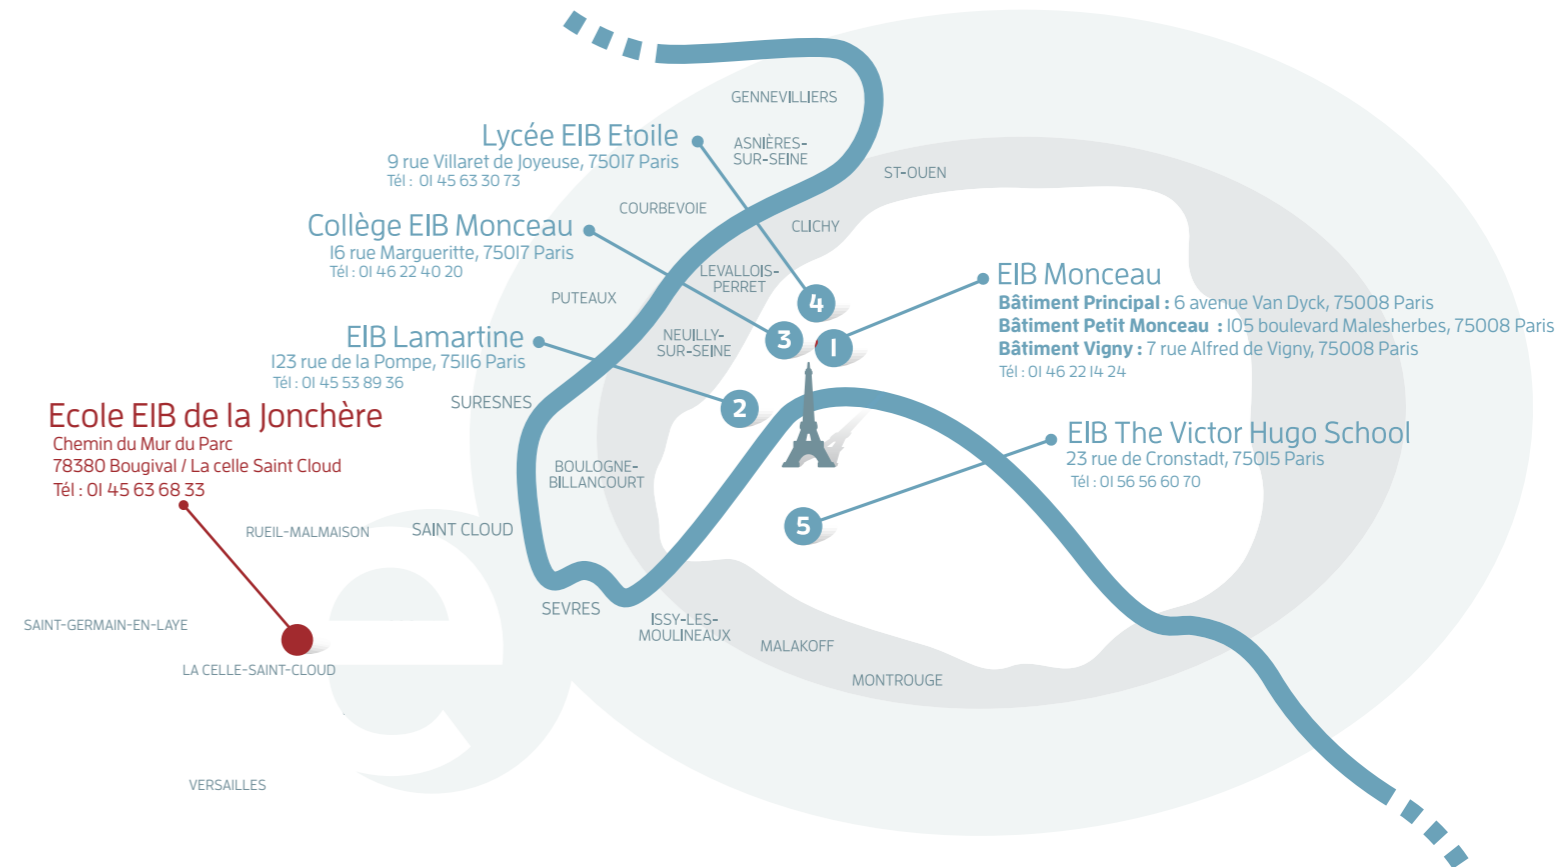 GENNEVILLIERS
Lycée EIB Etoile
9 rue Villaret de Joyeuse, 75017 Paris
Tél : 01 45 63 30 73
ASNIÈRES-
SUR-SEINE
ST-OUEN
COURBEVOIE
CLICHY
Collège EIB Monceau
16 rue Margueritte, 75017 Paris
Tél : 01 46 22 40 20
LEVALLOIS-
PERRET
PUTEAUX
4
EIB Monceau
Bâtiment Principal : 6 avenue Van Dyck, 75008 Paris
Bâtiment Petit Monceau : 105 boulevard Malesherbes, 75008 Paris
Bâtiment Vigny : 7 rue Alfred de Vigny, 75008 Paris
Tél : 01 46 22 14 24
EIB Lamartine
123 rue de la Pompe, 75116 Paris
Tél : 01 45 53 89 36
NEUILLY-
SUR-SEINE
3
1
SURESNES
2
Ecole EIB de la Jonchère
Chemin du Mur du Parc
78380 Bougival / La celle Saint Cloud
Tél : 01 45 63 68 33
EIB The Victor Hugo School
23 rue de Cronstadt, 75015 Paris
Tél : 01 56 56 60 70
BOULOGNE-
BILLANCOURT
RUEIL-MALMAISON
SAINT CLOUD
5
SEVRES
SAINT-GERMAIN-EN-LAYE
ISSY-LES-
MOULINEAUX
MALAKOFF
LA CELLE-SAINT-CLOUD
MONTROUGE
VERSAILLES
e